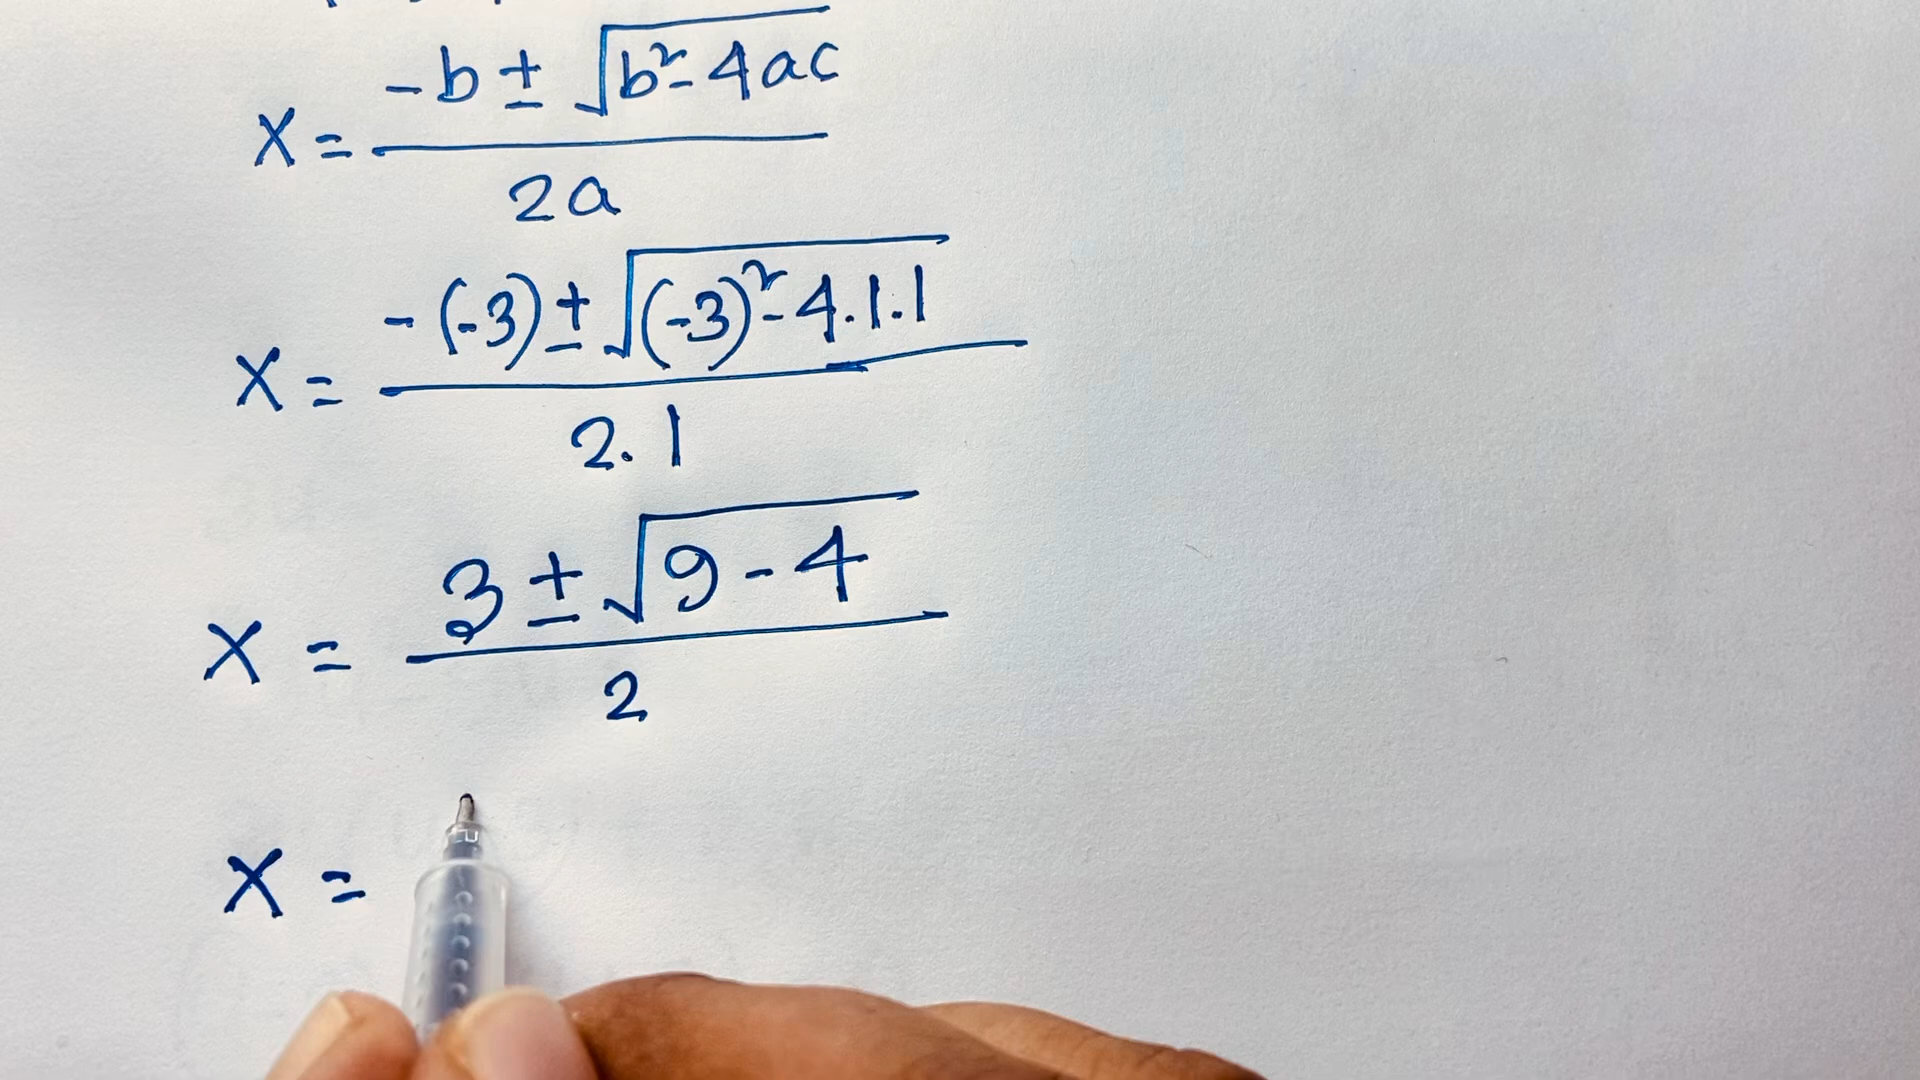 x = (-b ± √(b² - 4ac)) / 2a
x = (-(-3) ± √((-3)² - 4.1.1)) / 2.1
x = (3 ± √(9 - 4)) / 2
x =